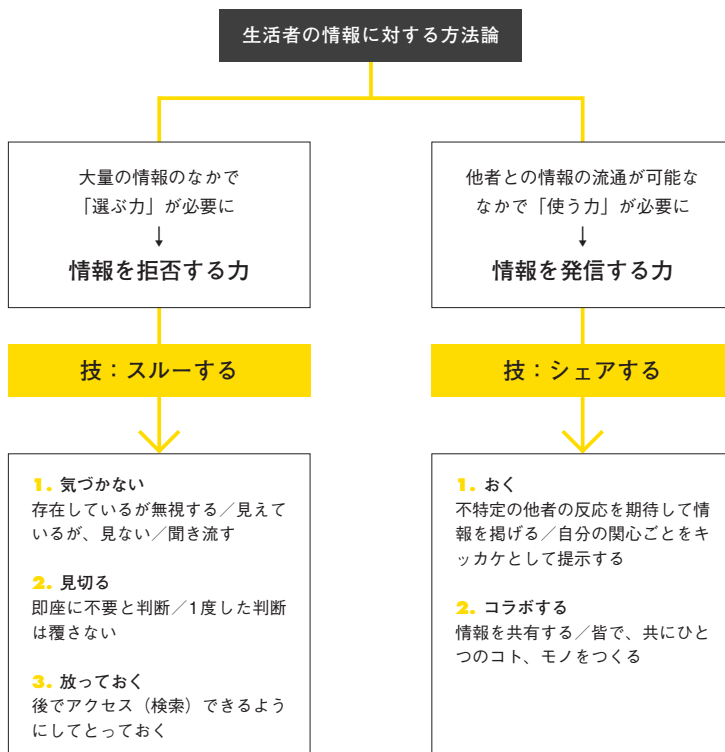 生活者の情報に対する方法論
大量の情報のなかで
「選ぶ力」が必要に
↓
情報を拒否する力
技：スルーする
1. 気づかない
存在しているが無視する／見えて
いるが、見ない／聞き流す
2. 見切る
即座に不要と判断／1度した判断
は覆さない
3. 放っておく
後でアクセス（検索）できるよう
にしてとっておく
他者との情報の流通が可能な
なかで「使う力」が必要に
↓
情報を発信する力
技：シェアする
1. おく
不特定の他者の反応を期待して情
報を掲げる／自分の関心ごとをキ
ッカケとして提示する
2. コラボする
情報を共有する／皆で、共にひと
つのコト、モノをつくる